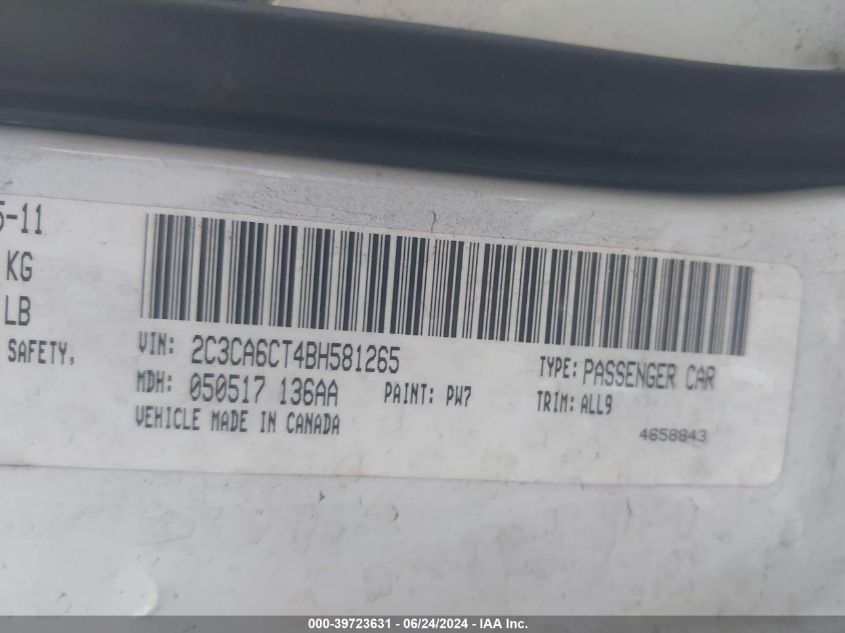 5-11
KG
LB
SAFETY,
VIN: 2C3CA6CT4BH581265
TYPE: PASSENGER CAR
MDH: 050517 136AA
PAINT: PW7
TRIM: ALL9
VEHICLE MADE IN CANADA
4658843
000-39723631 - 06/24/2024 - IAA Inc.